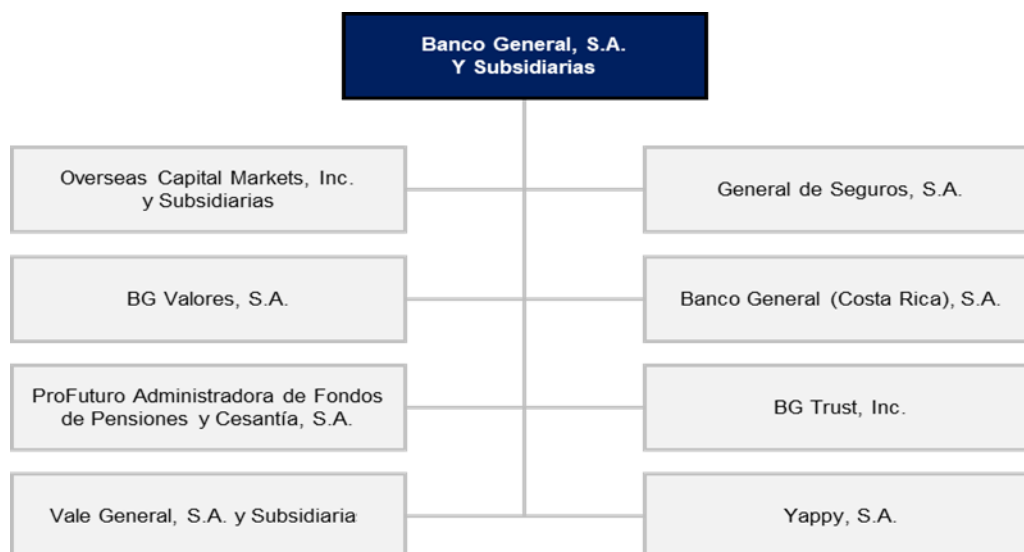 Banco General, S.A.
Y Subsidiarias
Overseas Capital Markets, Inc.
y Subsidiarias
General de Seguros, S.A.
BG Valores, S.A.
Banco General (Costa Rica), S.A.
ProFuturo Administradora de Fondos
de Pensiones y Cesantía, S.A.
BG Trust, Inc.
Vale General, S.A. y Subsidiaria
Yappy, S.A.